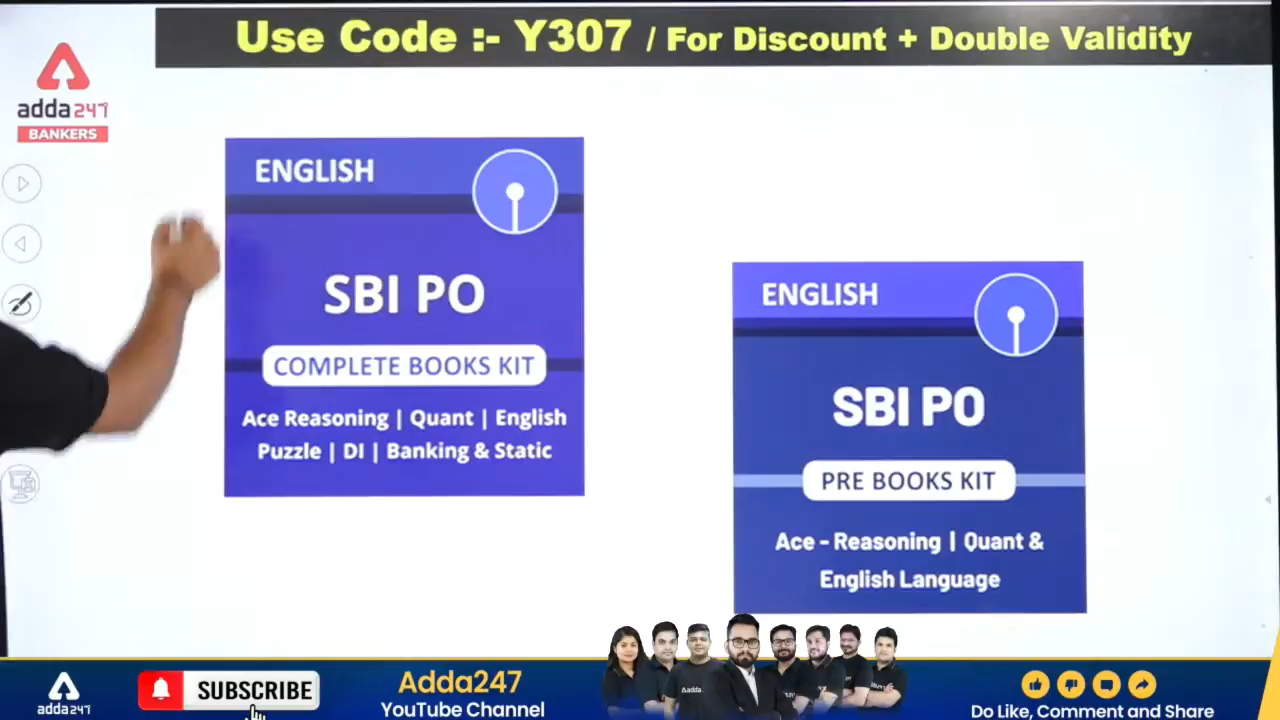 Use Code :- Y307 / For Discount + Double Validity
adda247
BANKERS
ENGLISH
SBI PO
COMPLETE BOOKS KIT
Ace Reasoning | Quant | English
Puzzle | DI | Banking & Static
ENGLISH
SBI PO
PRE BOOKS KIT
Ace - Reasoning | Quant &
English Language
adda247
SUBSCRIBE
Adda247
YouTube Channel
Do Like, Comment and Share